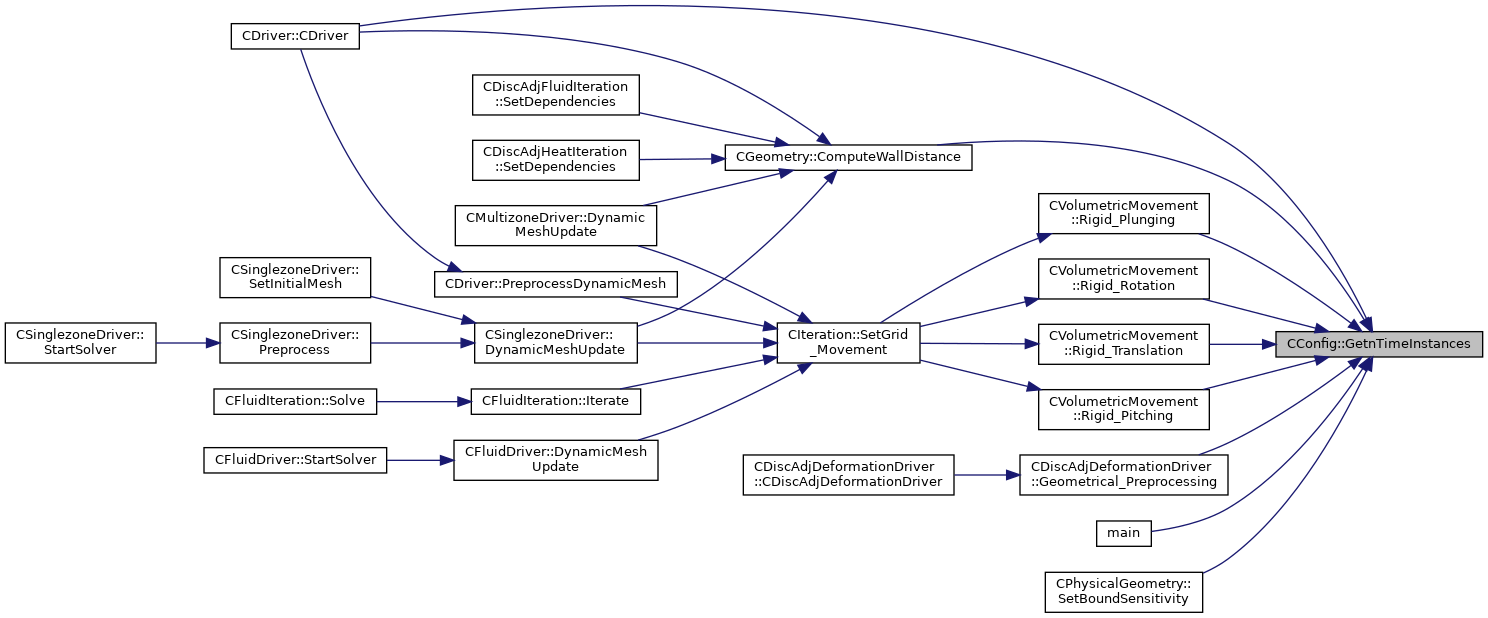 CDriver::CDriver
CDiscAdjFluidIteration
::SetDependencies
CDiscAdjHeatIteration
::SetDependencies
CGeometry::ComputeWallDistance
CMultizoneDriver::Dynamic
MeshUpdate
CVolumetricMovement
::Rigid_Plunging
CSinglezoneDriver::
SetInitialMesh
CDriver::PreprocessDynamicMesh
CVolumetricMovement
::Rigid_Rotation
CSinglezoneDriver::
StartSolver
CSinglezoneDriver::
Preprocess
CSinglezoneDriver::
DynamicMeshUpdate
CIteration::SetGrid
_Movement
CVolumetricMovement
::Rigid_Translation
CConfig::GetnTimeInstances
CFluidIteration::Solve
CFluidIteration::Iterate
CVolumetricMovement
::Rigid_Pitching
CFluidDriver::StartSolver
CFluidDriver::DynamicMesh
Update
CDiscAdjDeformationDriver
::CDiscAdjDeformationDriver
CDiscAdjDeformationDriver
::Geometrical_Preprocessing
main
CPhysicalGeometry::
SetBoundSensitivity